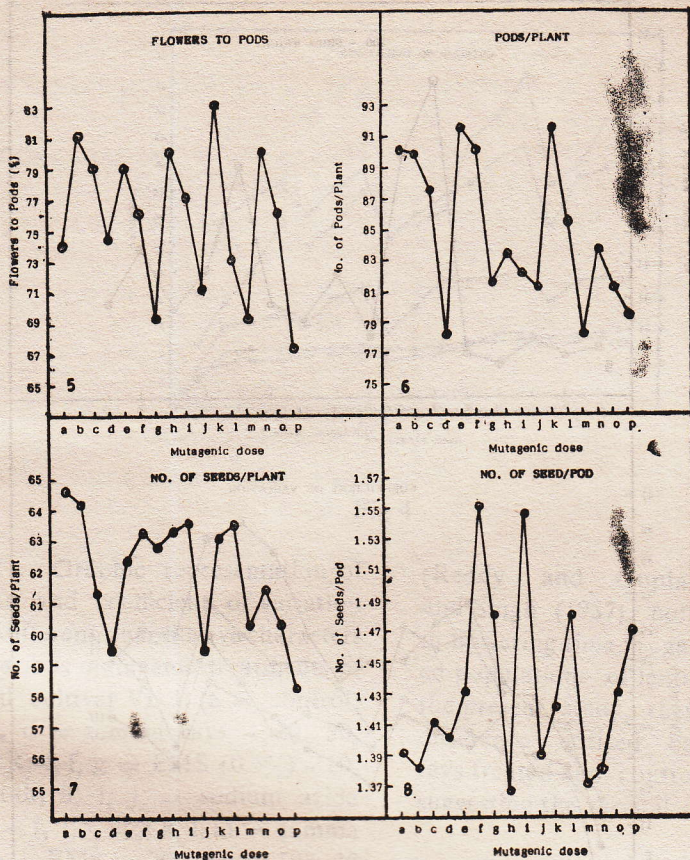 FLOWERS TO PODS
Flowers to Pods (%)
83
81
79
77
75
73
71
69
67
65
5
a b c d e f g h i j k l m n o p
Mutagenic dose
PODS/PLANT
No. of Pods/Plant
93
91
89
87
85
83
81
79
77
75
6
a b c d e f g h i j k l m n o p
Mutagenic dose
NO. OF SEEDS/PLANT
No. of Seeds/Plant
65
64
63
62
61
60
59
58
57
56
55
7
a b c d e f g h i j k l m n o p
Mutagenic dose
NO. OF SEED/POD
No. of Seeds/Pod
1.57
1.55
1.53
1.51
1.49
1.47
1.45
1.43
1.41
1.39
1.37
8
a b c d e f g h i j k l m n o p
Mutagenic dose